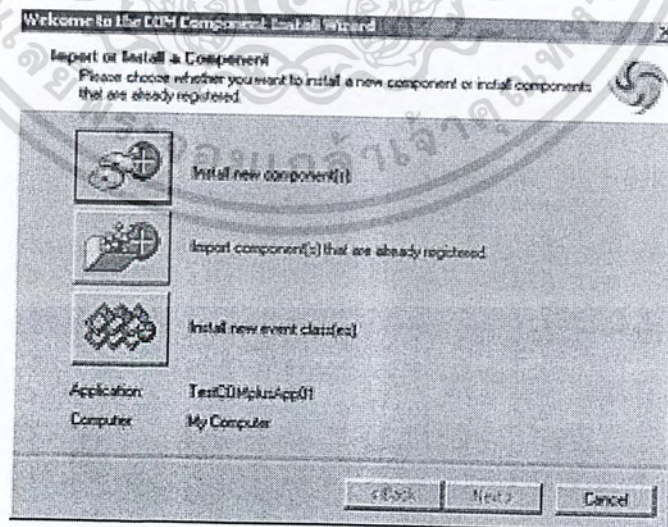 Welcome to the COM Component Install Wizard
Import or Install a Component
Please choose whether you want to install a new component or install components
that are already registered.
Install new component(s)
Import component(s) that are already registered
Install new event class(es)
Application: TestCOMplusApp01
Computer: My Computer
< Back Next > Cancel